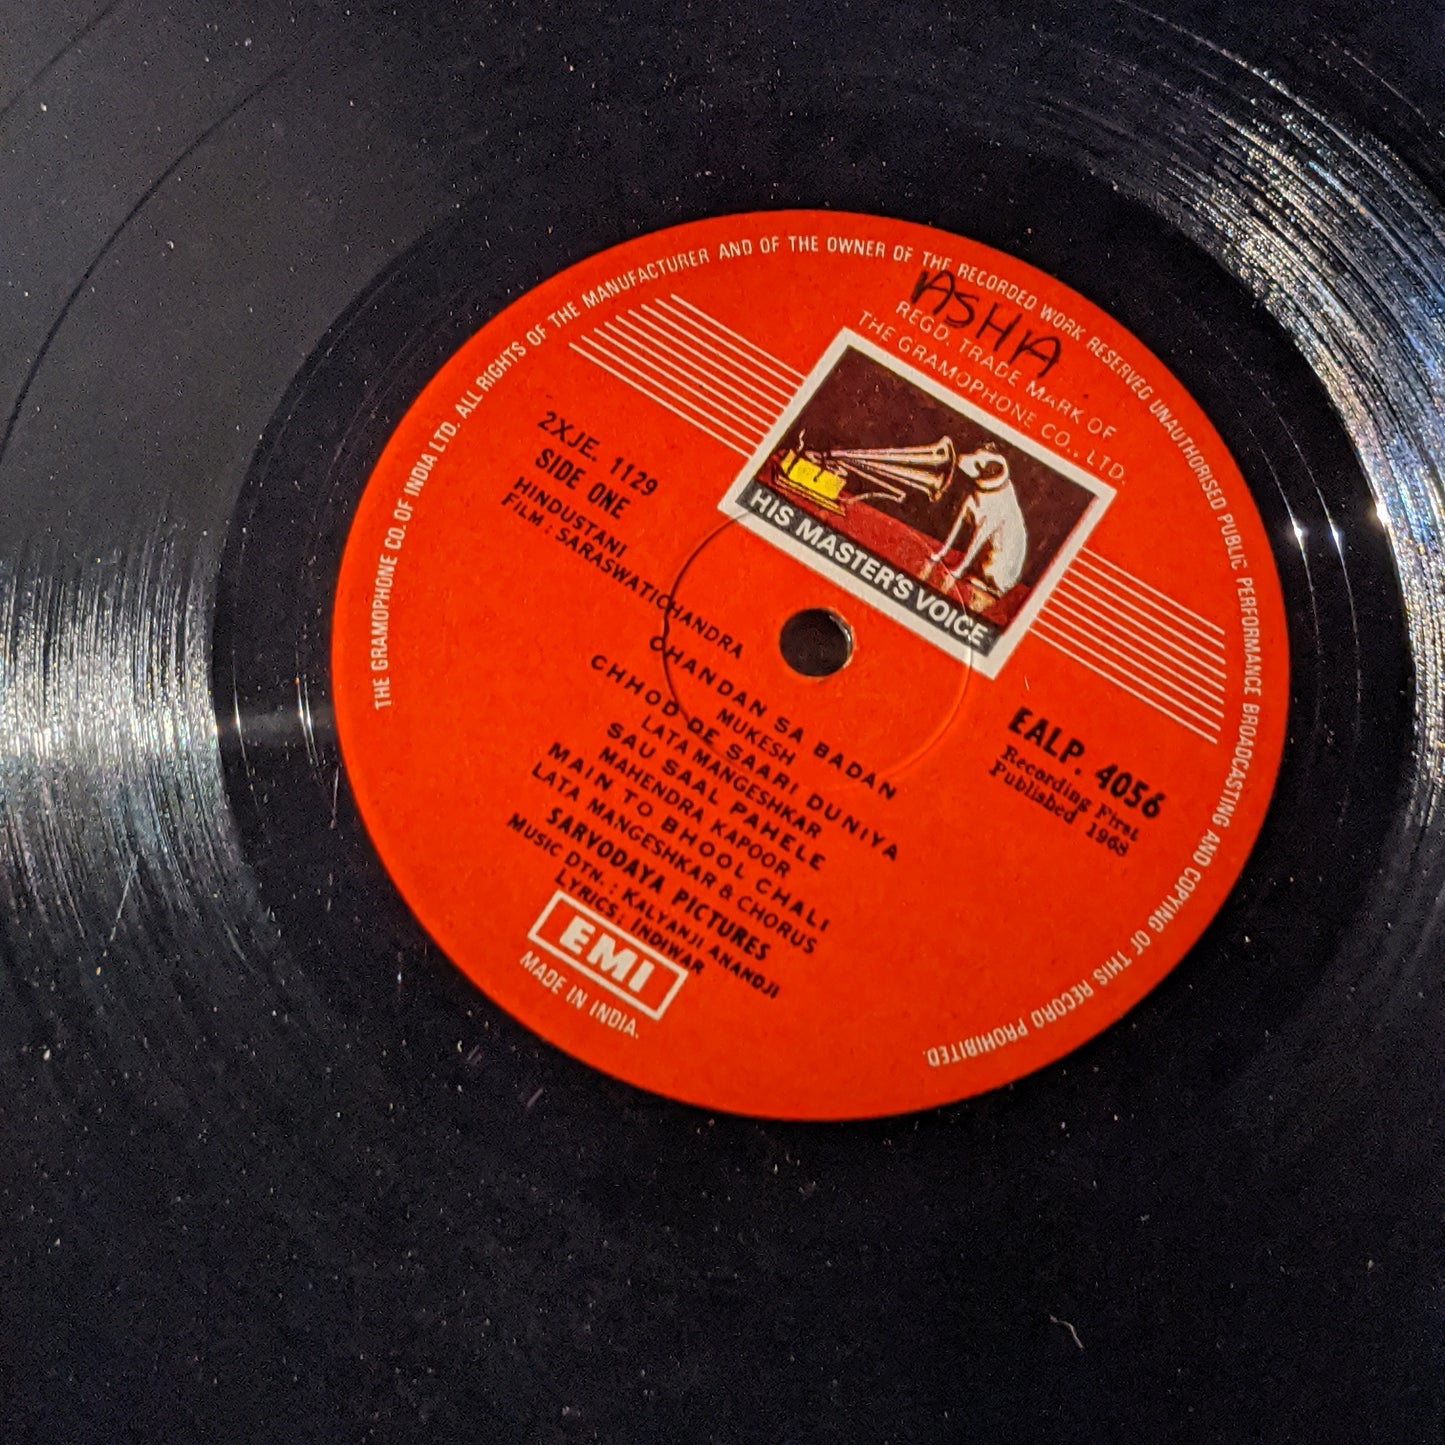 THE GRAMOPHONE CO. OF INDIA LTD. ALL RIGHTS OF THE MANUFACTURER AND OF THE OWNER OF THE RECORDED WORK RESERVED UNAUTHORISED PUBLIC PERFORMANCE BROADCASTING AND COPYING OF THIS RECORD PROHIBITED.
ASHA
REGD. TRADE MARK OF
THE GRAMOPHONE CO., LTD.
HIS MASTER'S VOICE
2XJE. 1129
SIDE ONE
HINDUSTANI
FILM : SARASWATICHANDRA
EALP. 4056
Recording First
Published 1968
CHANDAN SA BADAN
MUKESH
CHHOD DE SAARI DUNIYA
LATA MANGESHKAR
SAU SAAL PAHELE
MAHENDRA KAPOOR
MAIN TO BHOOL CHALI
LATA MANGESHKAR & CHORUS
SARVODAYA PICTURES
MUSIC DTN. : KALYANJI ANANDJI
LYRICS : INDIWAR
EMI
MADE IN INDIA.